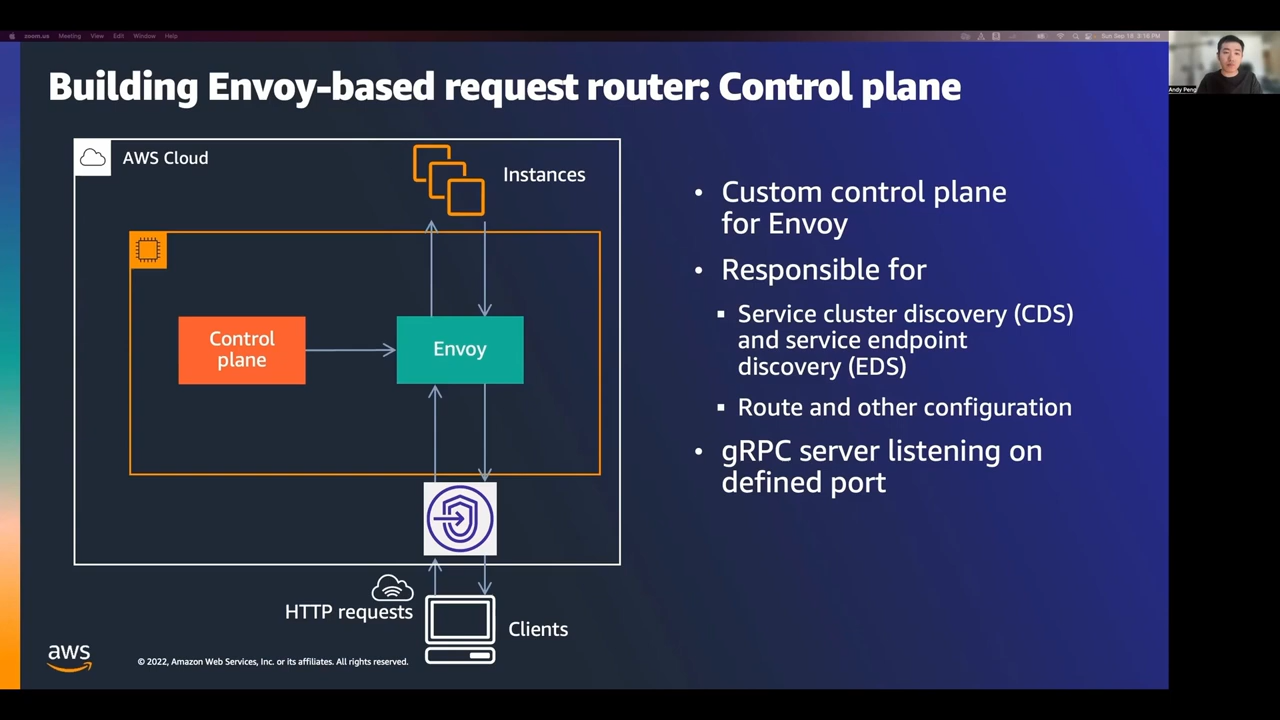 zoom.us Meeting View Edit Window Help
Sun Sep 18 5:16 PM
Andy Peng
Building Envoy-based request router: Control plane
AWS Cloud
Instances
Control
plane
Envoy
HTTP requests
Clients
• Custom control plane
for Envoy
• Responsible for
▪ Service cluster discovery (CDS)
and service endpoint
discovery (EDS)
▪ Route and other configuration
• gRPC server listening on
defined port
aws
© 2022, Amazon Web Services, Inc. or its affiliates. All rights reserved.